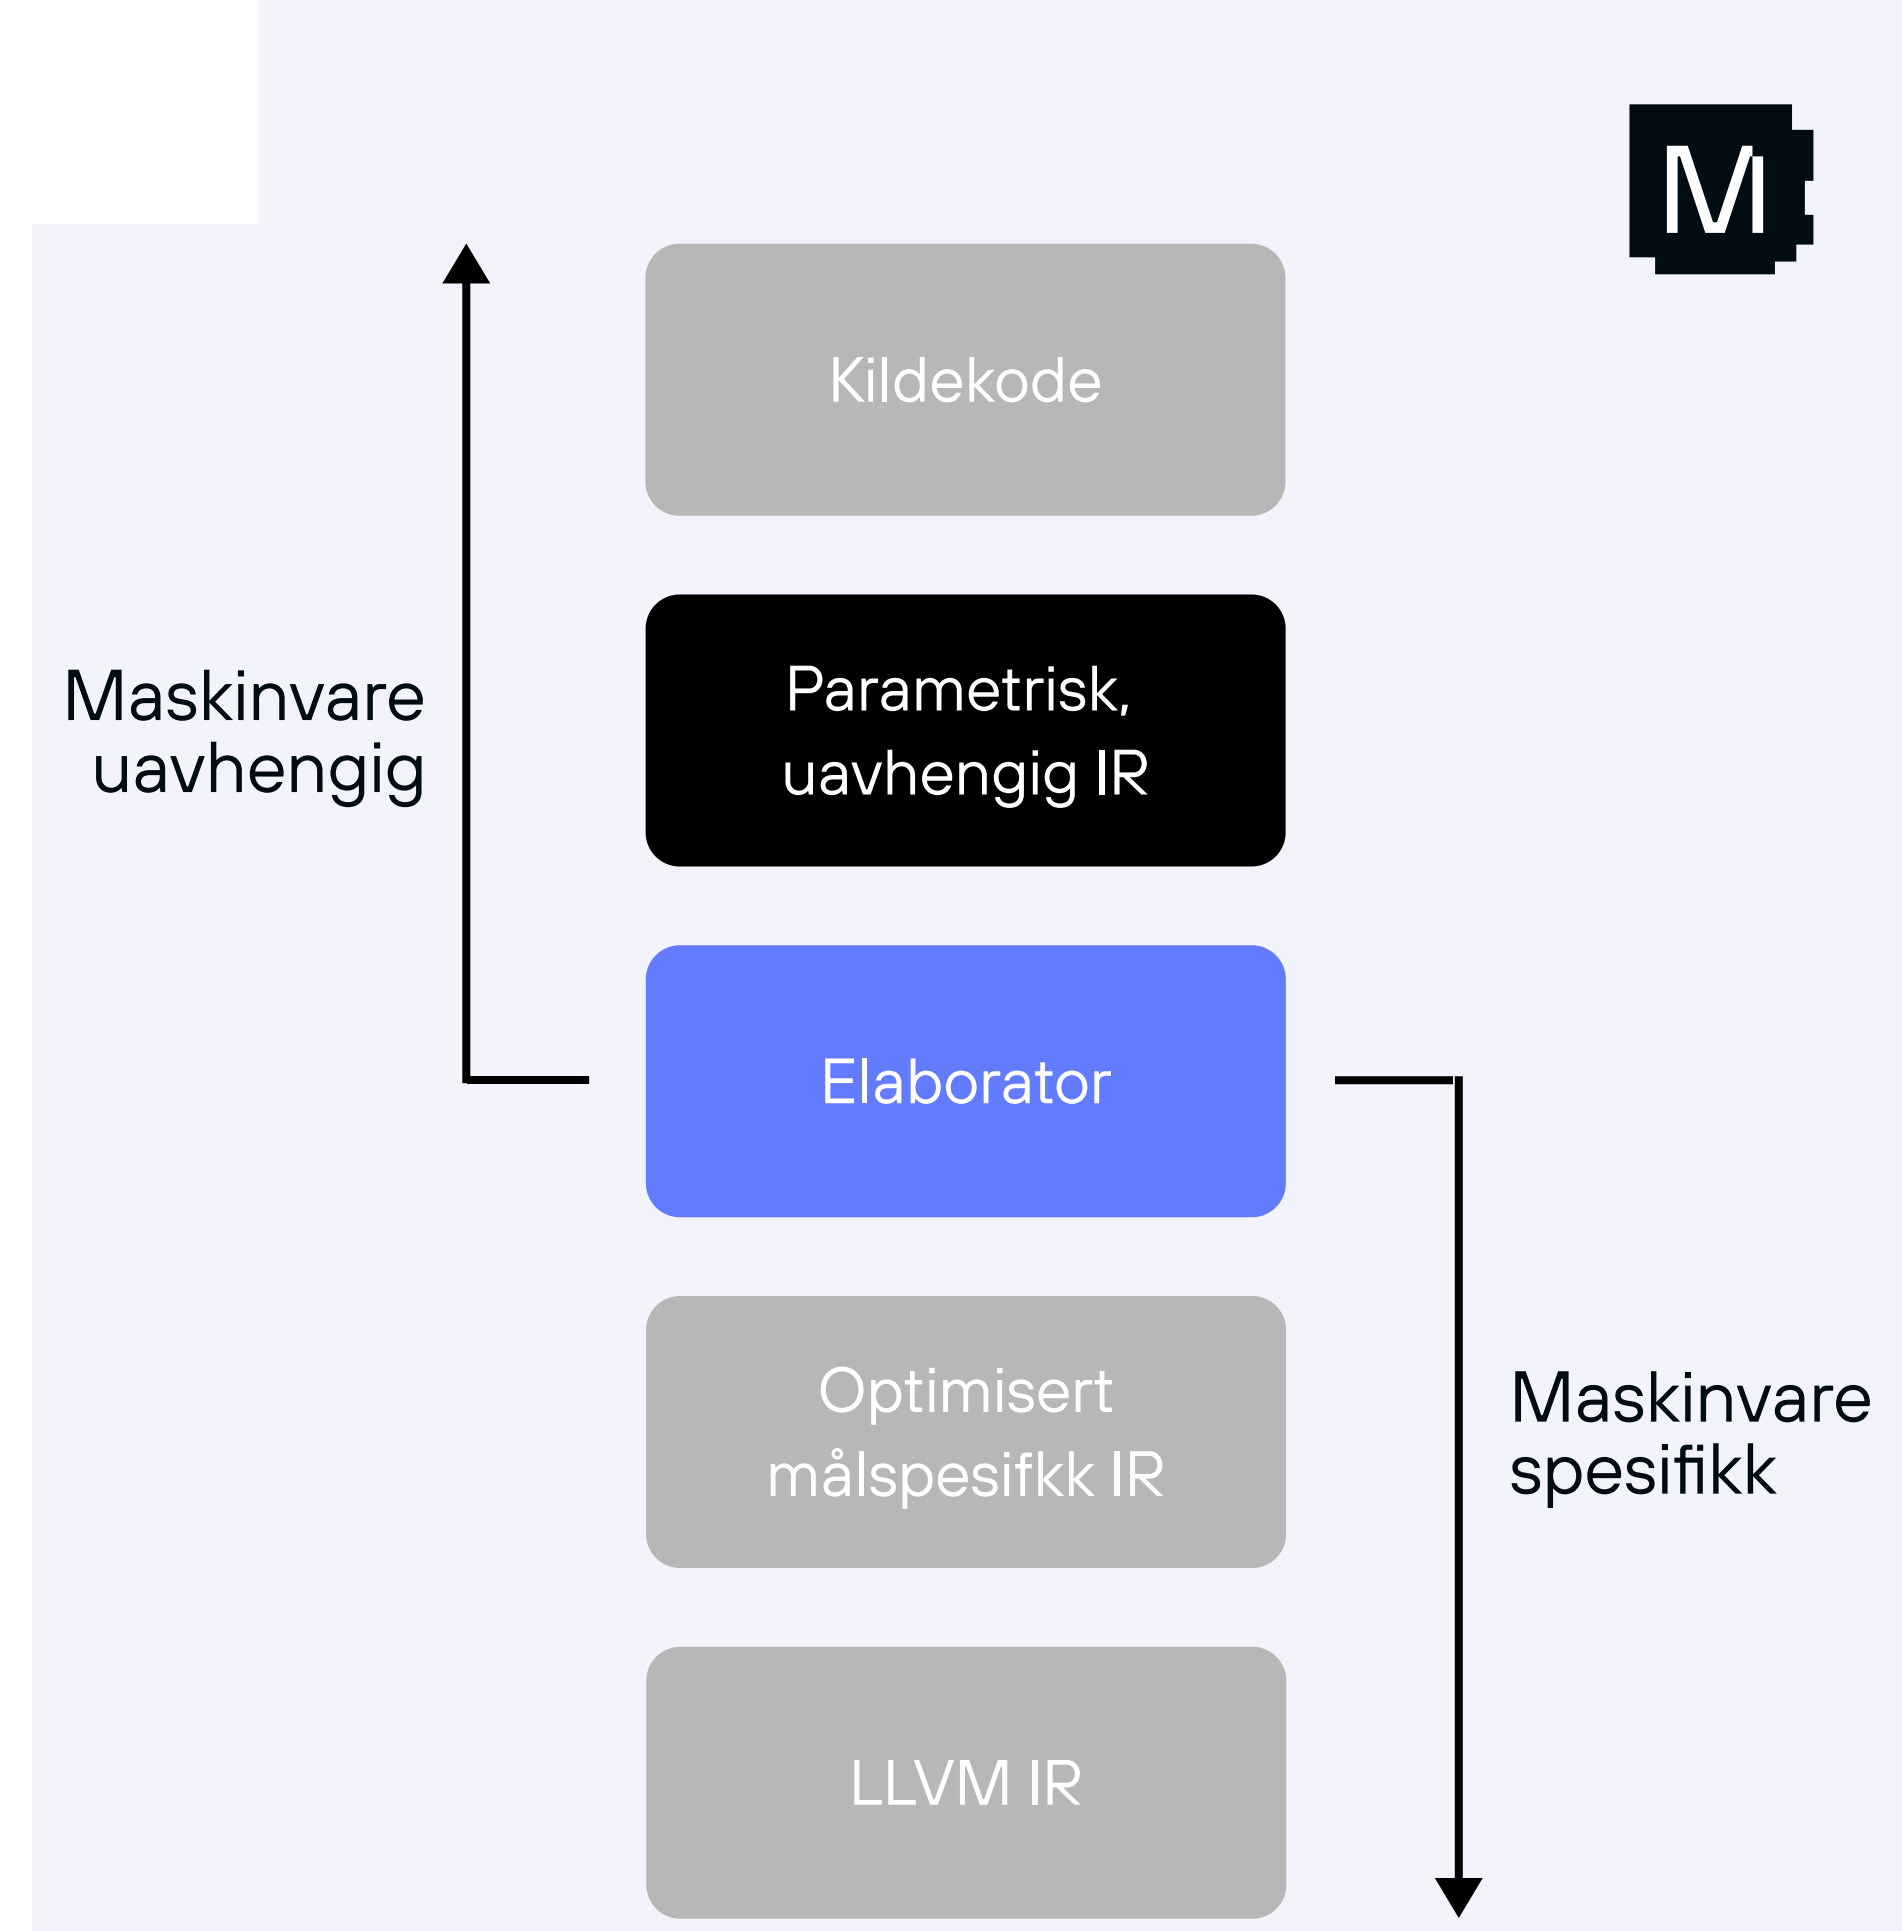 M
Kildekode
Maskinvare
uavhengig
Parametrisk,
uavhengig IR
Elaborator
Optimisert
målspesifkk IR
Maskinvare
spesifikk
LLVM IR